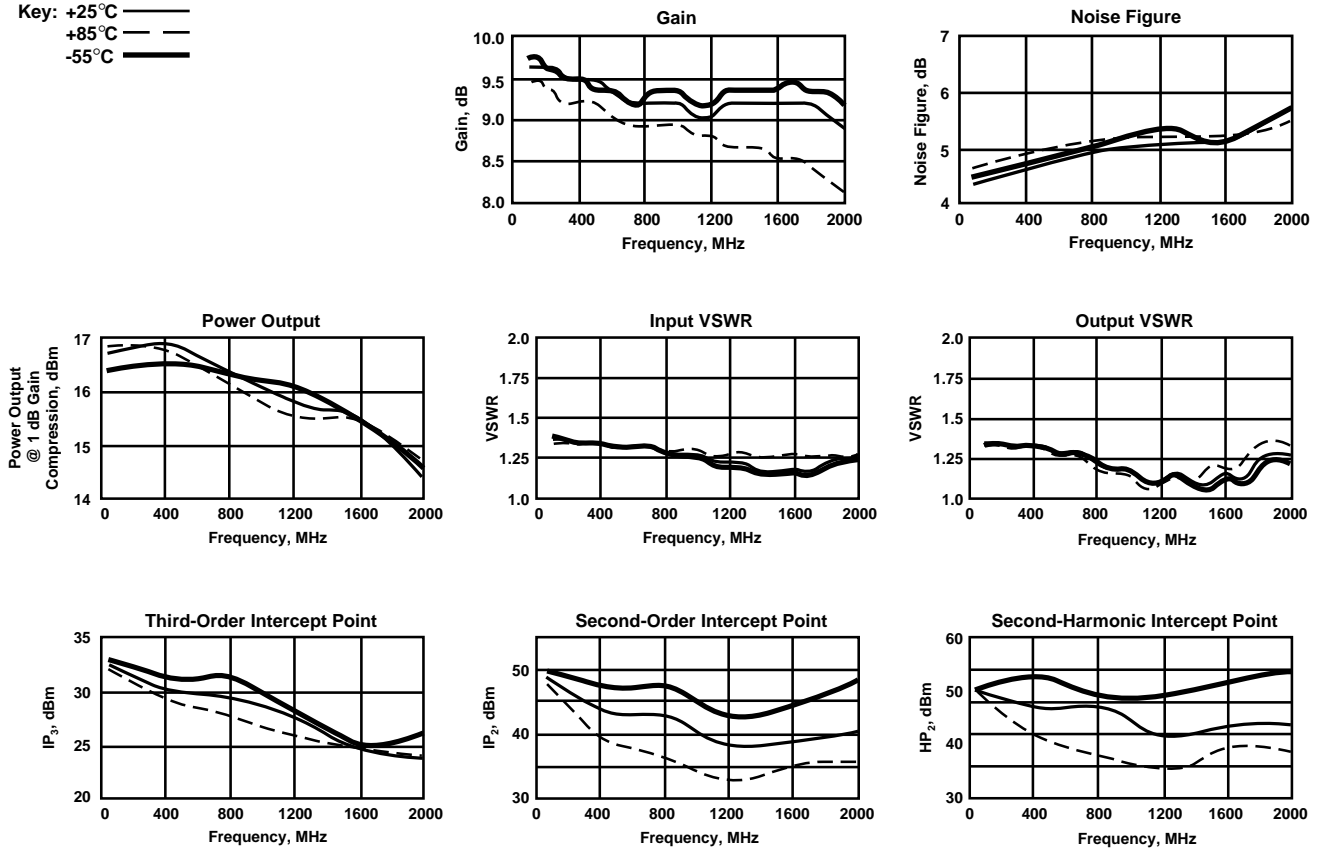 Key: +25°C
+85°C
-55°C
Gain
Gain, dB
10.0
9.5
9.0
8.5
8.0
0 400 800 1200 1600 2000
Frequency, MHz
Noise Figure
Noise Figure, dB
7
6
5
4
0 400 800 1200 1600 2000
Frequency, MHz
Power Output
Power Output
@ 1 dB Gain
Compression, dBm
17
16
15
14
0 400 800 1200 1600 2000
Frequency, MHz
Input VSWR
VSWR
2.0
1.75
1.5
1.25
1.0
0 400 800 1200 1600 2000
Frequency, MHz
Output VSWR
VSWR
2.0
1.75
1.5
1.25
1.0
0 400 800 1200 1600 2000
Frequency, MHz
Third-Order Intercept Point
IP3, dBm
35
30
25
20
0 400 800 1200 1600 2000
Frequency, MHz
Second-Order Intercept Point
IP2, dBm
50
40
30
0 400 800 1200 1600 2000
Frequency, MHz
Second-Harmonic Intercept Point
HP2, dBm
60
50
40
30
0 400 800 1200 1600 2000
Frequency, MHz